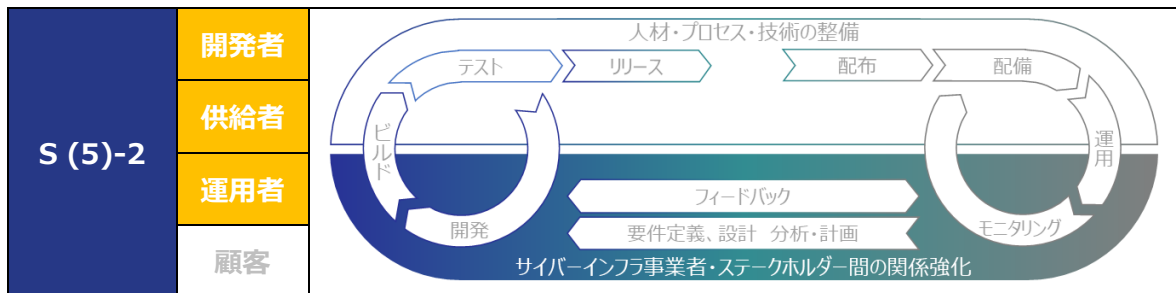 S (5)-2
開発者
供給者
運用者
顧客
人材・プロセス・技術の整備
テスト
リリース
配布
配備
ビルド
運用
フィードバック
開発
要件定義、設計 分析・計画
モニタリング
サイバーインフラ事業者・ステークホルダー間の関係強化